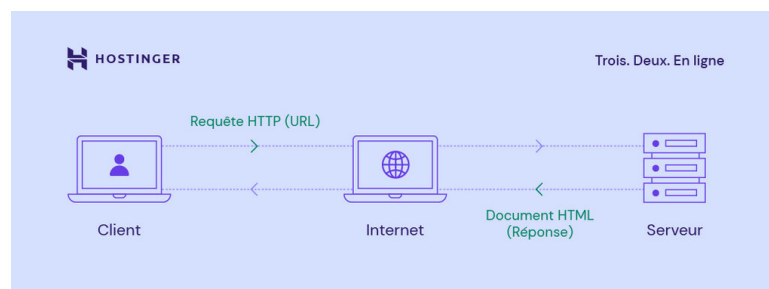 HOSTINGER
Trois. Deux. En ligne
Requête HTTP (URL)
Document HTML
(Réponse)
Client
Internet
Serveur